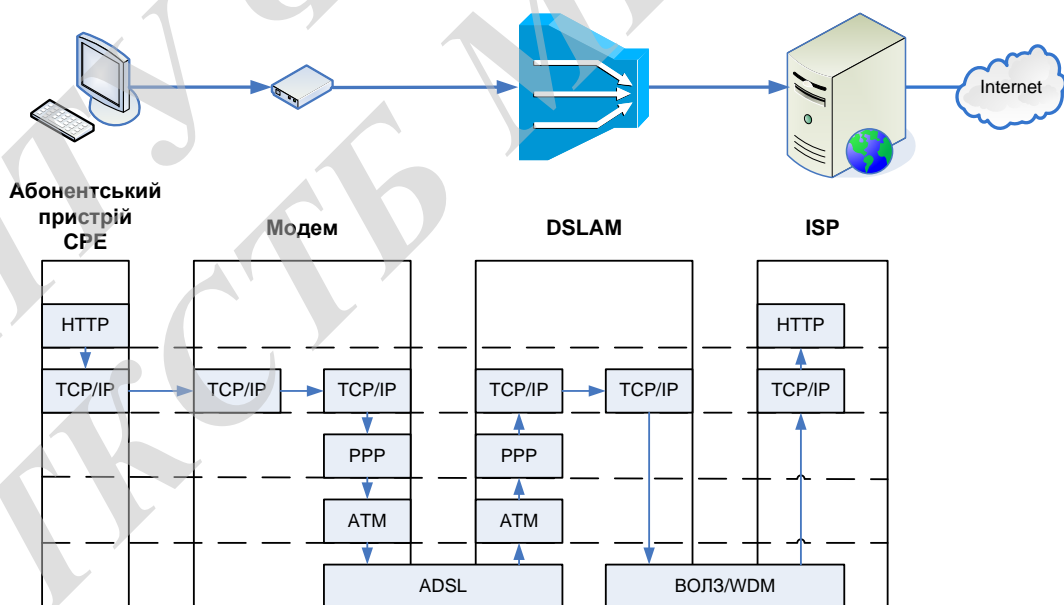 Internet
Абонентський
пристрій
CPE
Модем
DSLAM
ISP
HTTP
HTTP
TCP/IP
TCP/IP
TCP/IP
TCP/IP
TCP/IP
TCP/IP
PPP
PPP
ATM
ATM
ADSL
ВОЛЗ/WDM